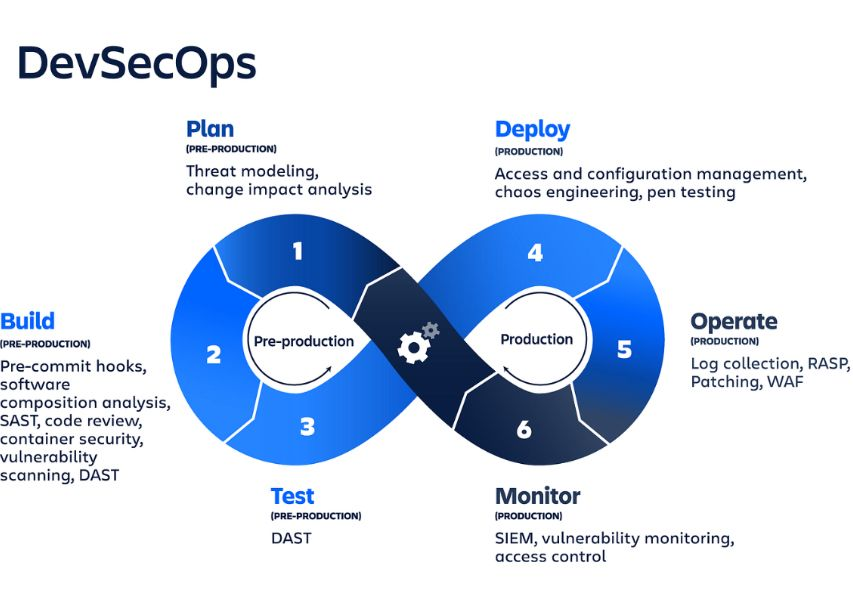 DevSecOps
Plan
(PRE-PRODUCTION)
Threat modeling,
change impact analysis
Deploy
(PRODUCTION)
Access and configuration management,
chaos engineering, pen testing
1
4
Build
(PRE-PRODUCTION)
Pre-commit hooks,
software
composition analysis,
SAST, code review,
container security,
vulnerability
scanning, DAST
2
Pre-production
Production
5
Operate
(PRODUCTION)
Log collection, RASP,
Patching, WAF
3
6
Test
(PRE-PRODUCTION)
DAST
Monitor
(PRODUCTION)
SIEM, vulnerability monitoring,
access control